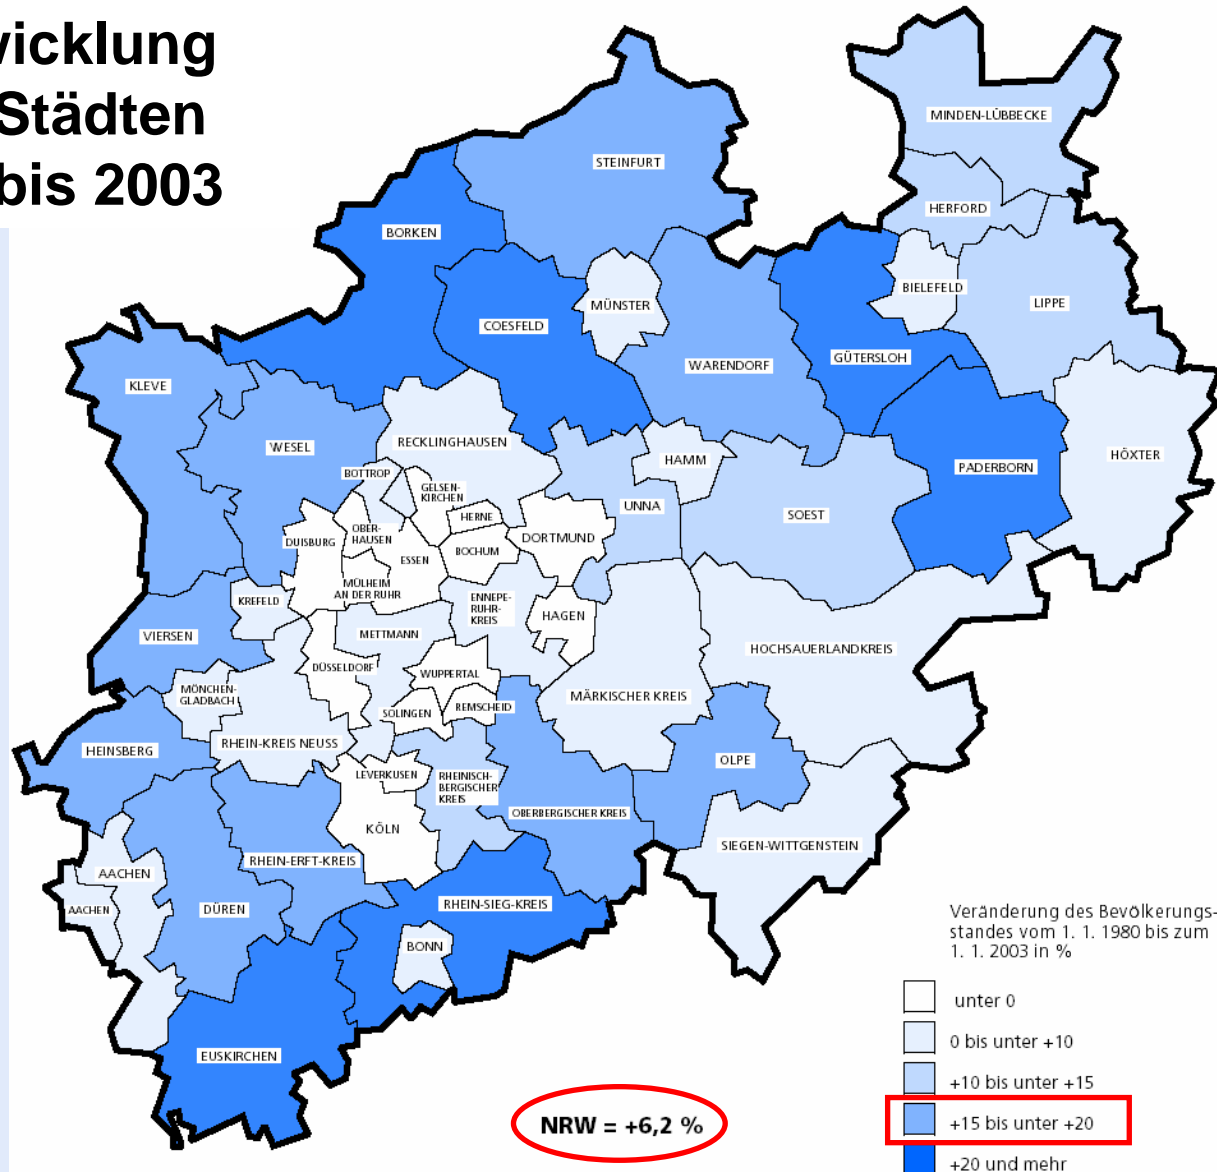 wicklung
Städten
bis 2003
MINDEN-LÜBBECKE
STEINFURT
HERFORD
BORKEN
BIELEFELD
LIPPE
MÜNSTER
COESFELD
GÜTERSLOH
WARENDORF
KLEVE
RECKLINGHAUSEN
WESEL
HAMM
HÖXTER
PADERBORN
BOTTROP
GELSEN-
KIRCHEN
UNNA
SOEST
HERNE
OBER-
HAUSEN
DUISBURG
DORTMUND
BOCHUM
ESSEN
MÜLHEIM
AN DER RUHR
KREFELD
ENNEPE-
RUHR-
KREIS
HAGEN
VIERSEN
METTMANN
HOCHSAUERLANDKREIS
DÜSSELDORF
WUPPERTAL
MÖNCHEN-
GLADBACH
MÄRKISCHER KREIS
REMSCHEID
SOLINGEN
RHEIN-KREIS NEUSS
HEINSBERG
OLPE
LEVERKUSEN
RHEINISCH-
BERGISCHER
KREIS
OBERBERGISCHER KREIS
KÖLN
SIEGEN-WITTGENSTEIN
RHEIN-ERFT-KREIS
AACHEN
RHEIN-SIEG-KREIS
AACHEN
DÜREN
BONN
EUSKIRCHEN
Veränderung des Bevölkerungs-
standes vom 1. 1. 1980 bis zum
1. 1. 2003 in %
unter 0
0 bis unter +10
+10 bis unter +15
+15 bis unter +20
+20 und mehr
NRW = +6,2 %